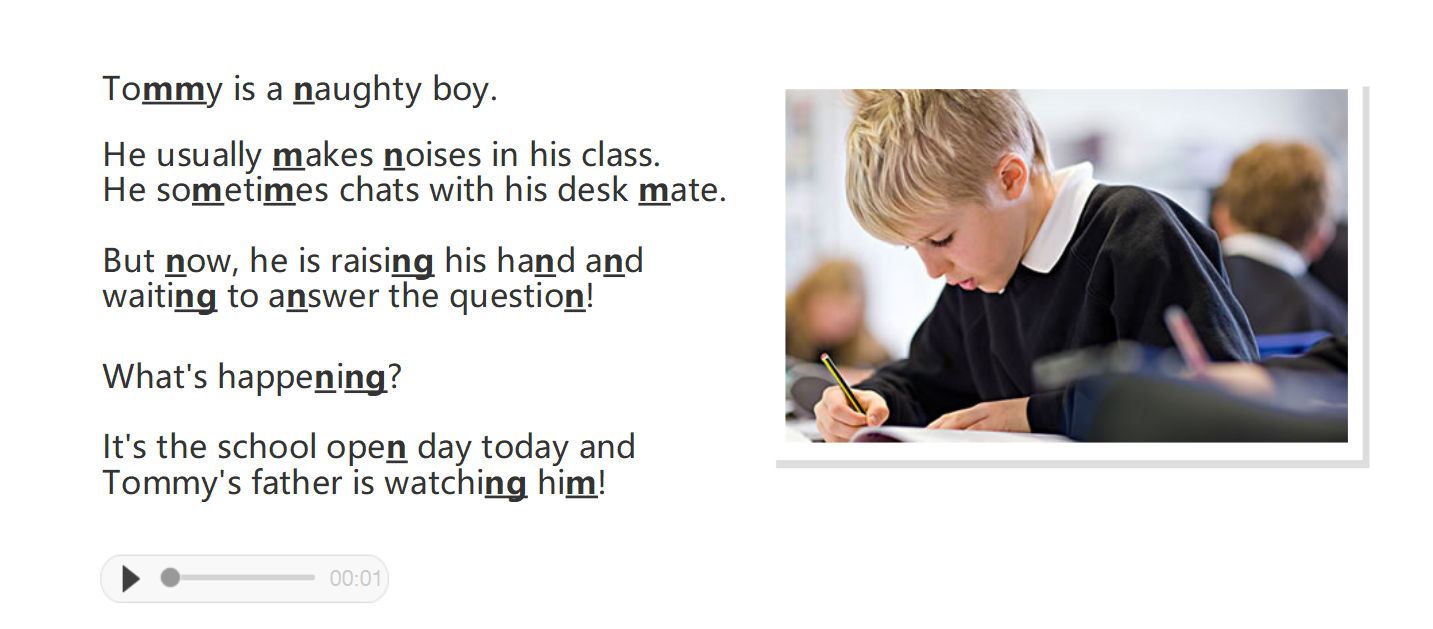 Tommy is a naughty boy.
He usually makes noises in his class.
He sometimes chats with his desk mate.
But now, he is raising his hand and
waiting to answer the question!
What's happening?
It's the school open day today and
Tommy's father is watching him!
00:01